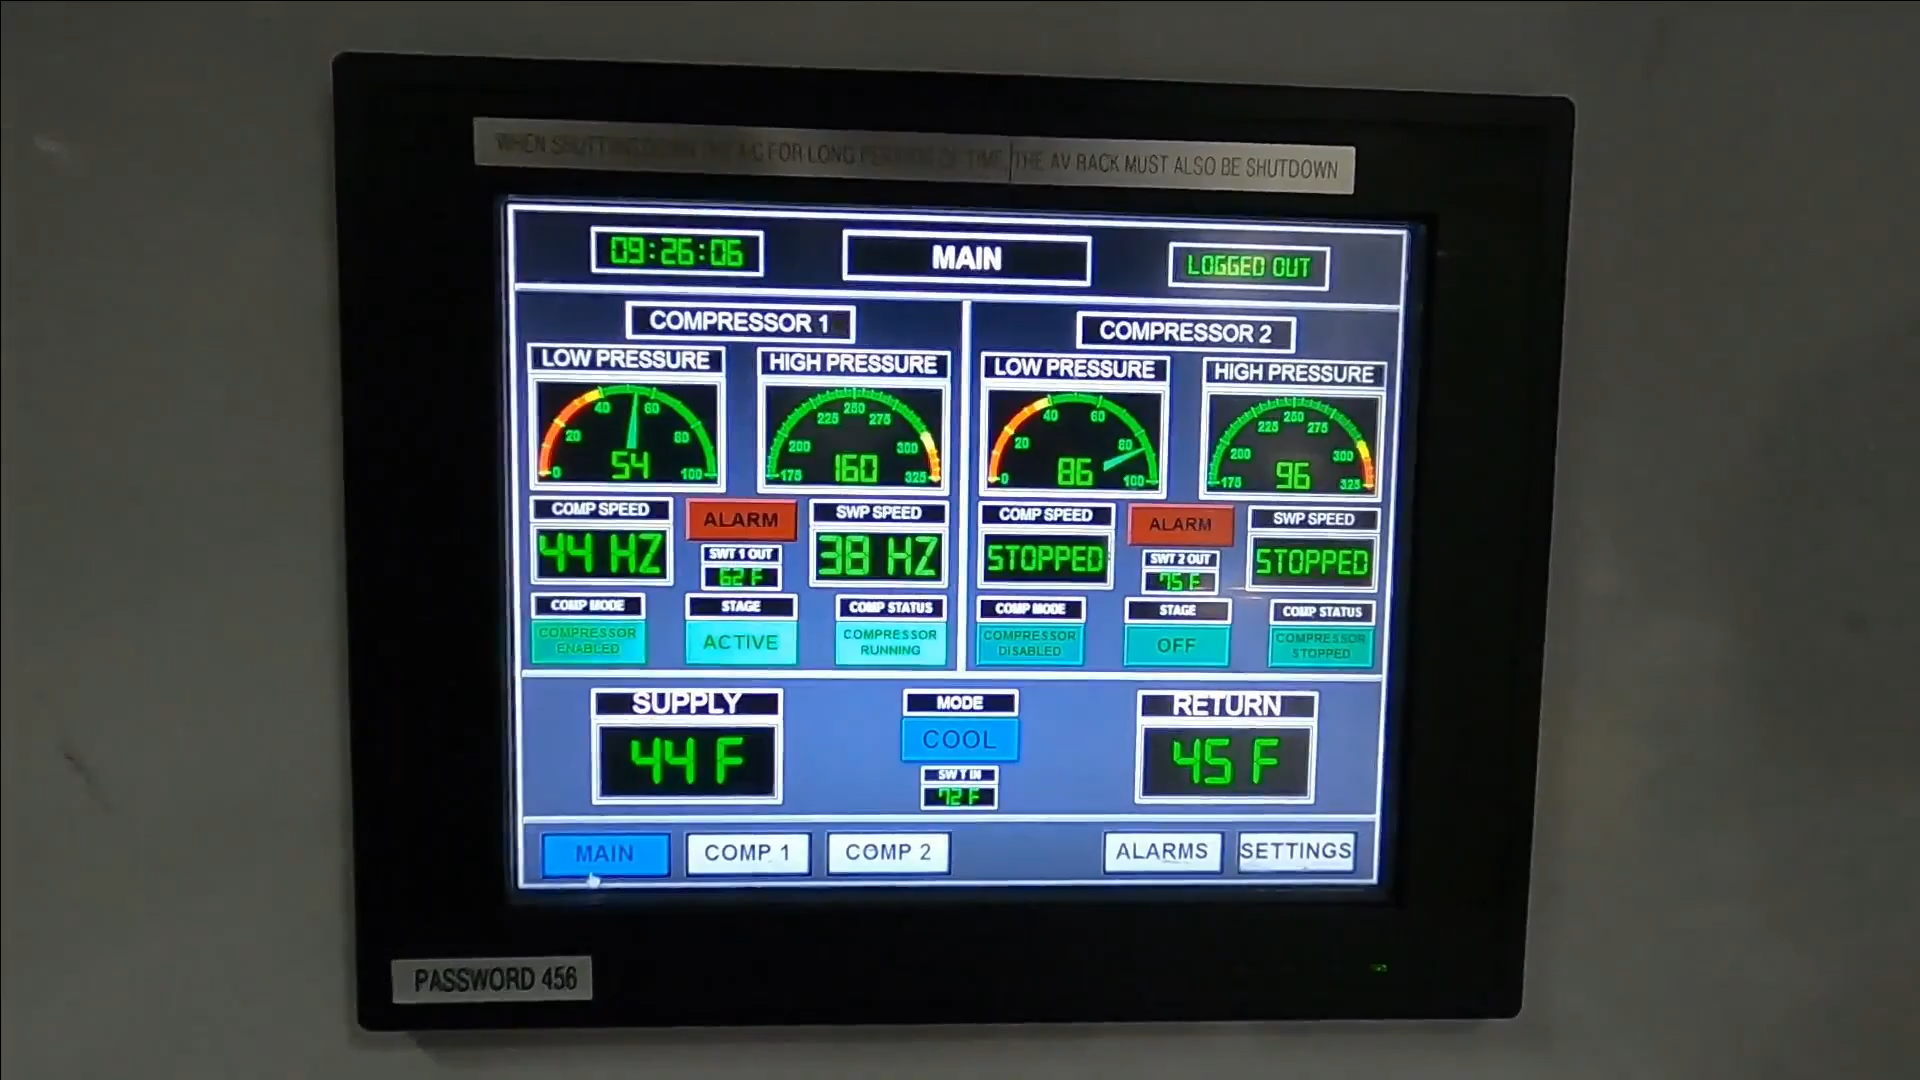 WHEN SHUTTING DOWN THE A/C FOR LONG PERIODS OF TIME, THE AV RACK MUST ALSO BE SHUTDOWN
09:26:06 MAIN LOGGED OUT
COMPRESSOR 1 COMPRESSOR 2
LOW PRESSURE HIGH PRESSURE LOW PRESSURE HIGH PRESSURE
0 20 40 60 80 100 175 200 225 250 275 300 325 0 20 40 60 80 100 175 200 225 250 275 300 325
54 160 86 96
COMP SPEED ALARM SWP SPEED COMP SPEED ALARM SWP SPEED
44 HZ SWT 1 OUT 38 HZ STOPPED SWT 2 OUT STOPPED
62 F 75 F
COMP MODE STAGE COMP STATUS COMP MODE STAGE COMP STATUS
COMPRESSOR ENABLED ACTIVE COMPRESSOR RUNNING COMPRESSOR DISABLED OFF COMPRESSOR STOPPED
SUPPLY MODE RETURN
44 F COOL 45 F
SW T IN
72 F
MAIN COMP 1 COMP 2 ALARMS SETTINGS
PASSWORD 456